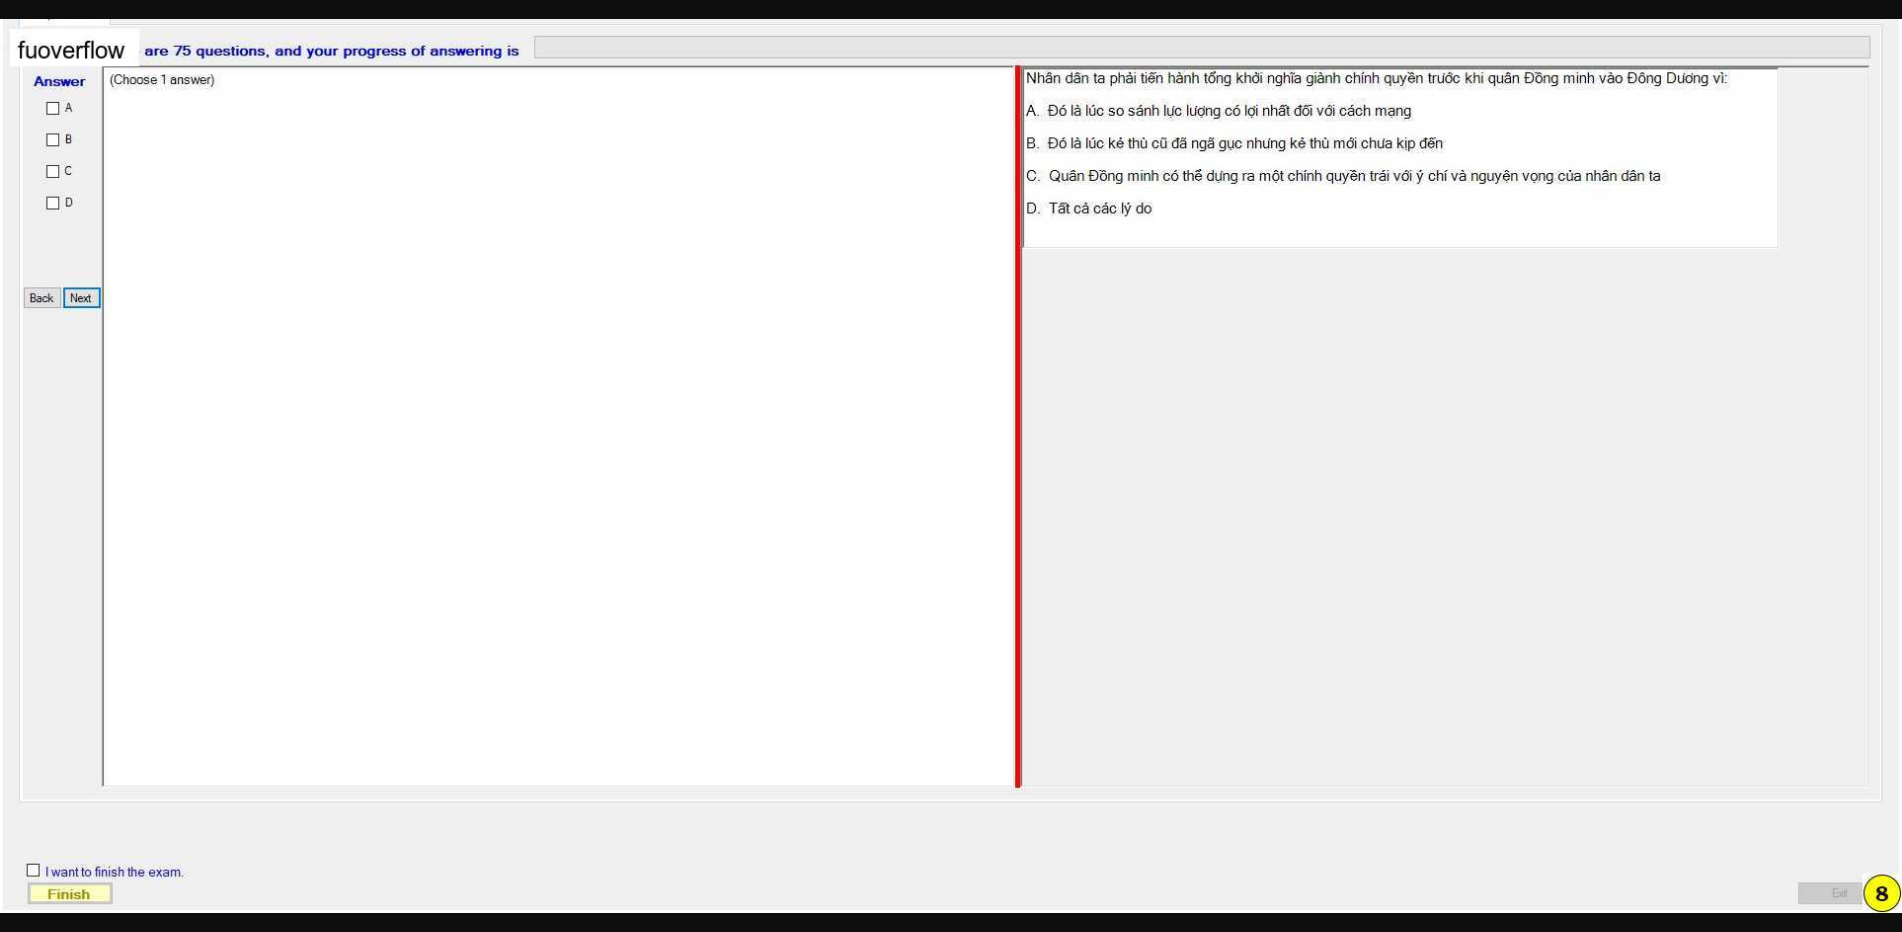 fuoverflow are 75 questions, and your progress of answering is
Answer
A
B
C
D
Back Next
(Choose 1 answer)
Nhân dân ta phải tiến hành tổng khởi nghĩa giành chính quyền trước khi quân Đồng minh vào Đông Dương vì:
A. Đó là lúc so sánh lực lượng có lợi nhất đối với cách mạng
B. Đó là lúc kẻ thù cũ đã ngã gục nhưng kẻ thù mới chưa kịp đến
C. Quân Đồng minh có thể dựng ra một chính quyền trái với ý chí và nguyện vọng của nhân dân ta
D. Tất cả các lý do
I want to finish the exam.
Finish
Exit
8